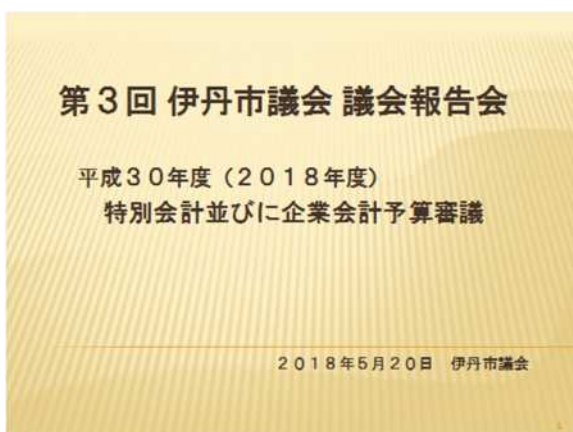 第３回 伊丹市議会 議会報告会
平成３０年度（２０１８年度）
特別会計並びに企業会計予算審議
２０１８年５月２０日　伊丹市議会